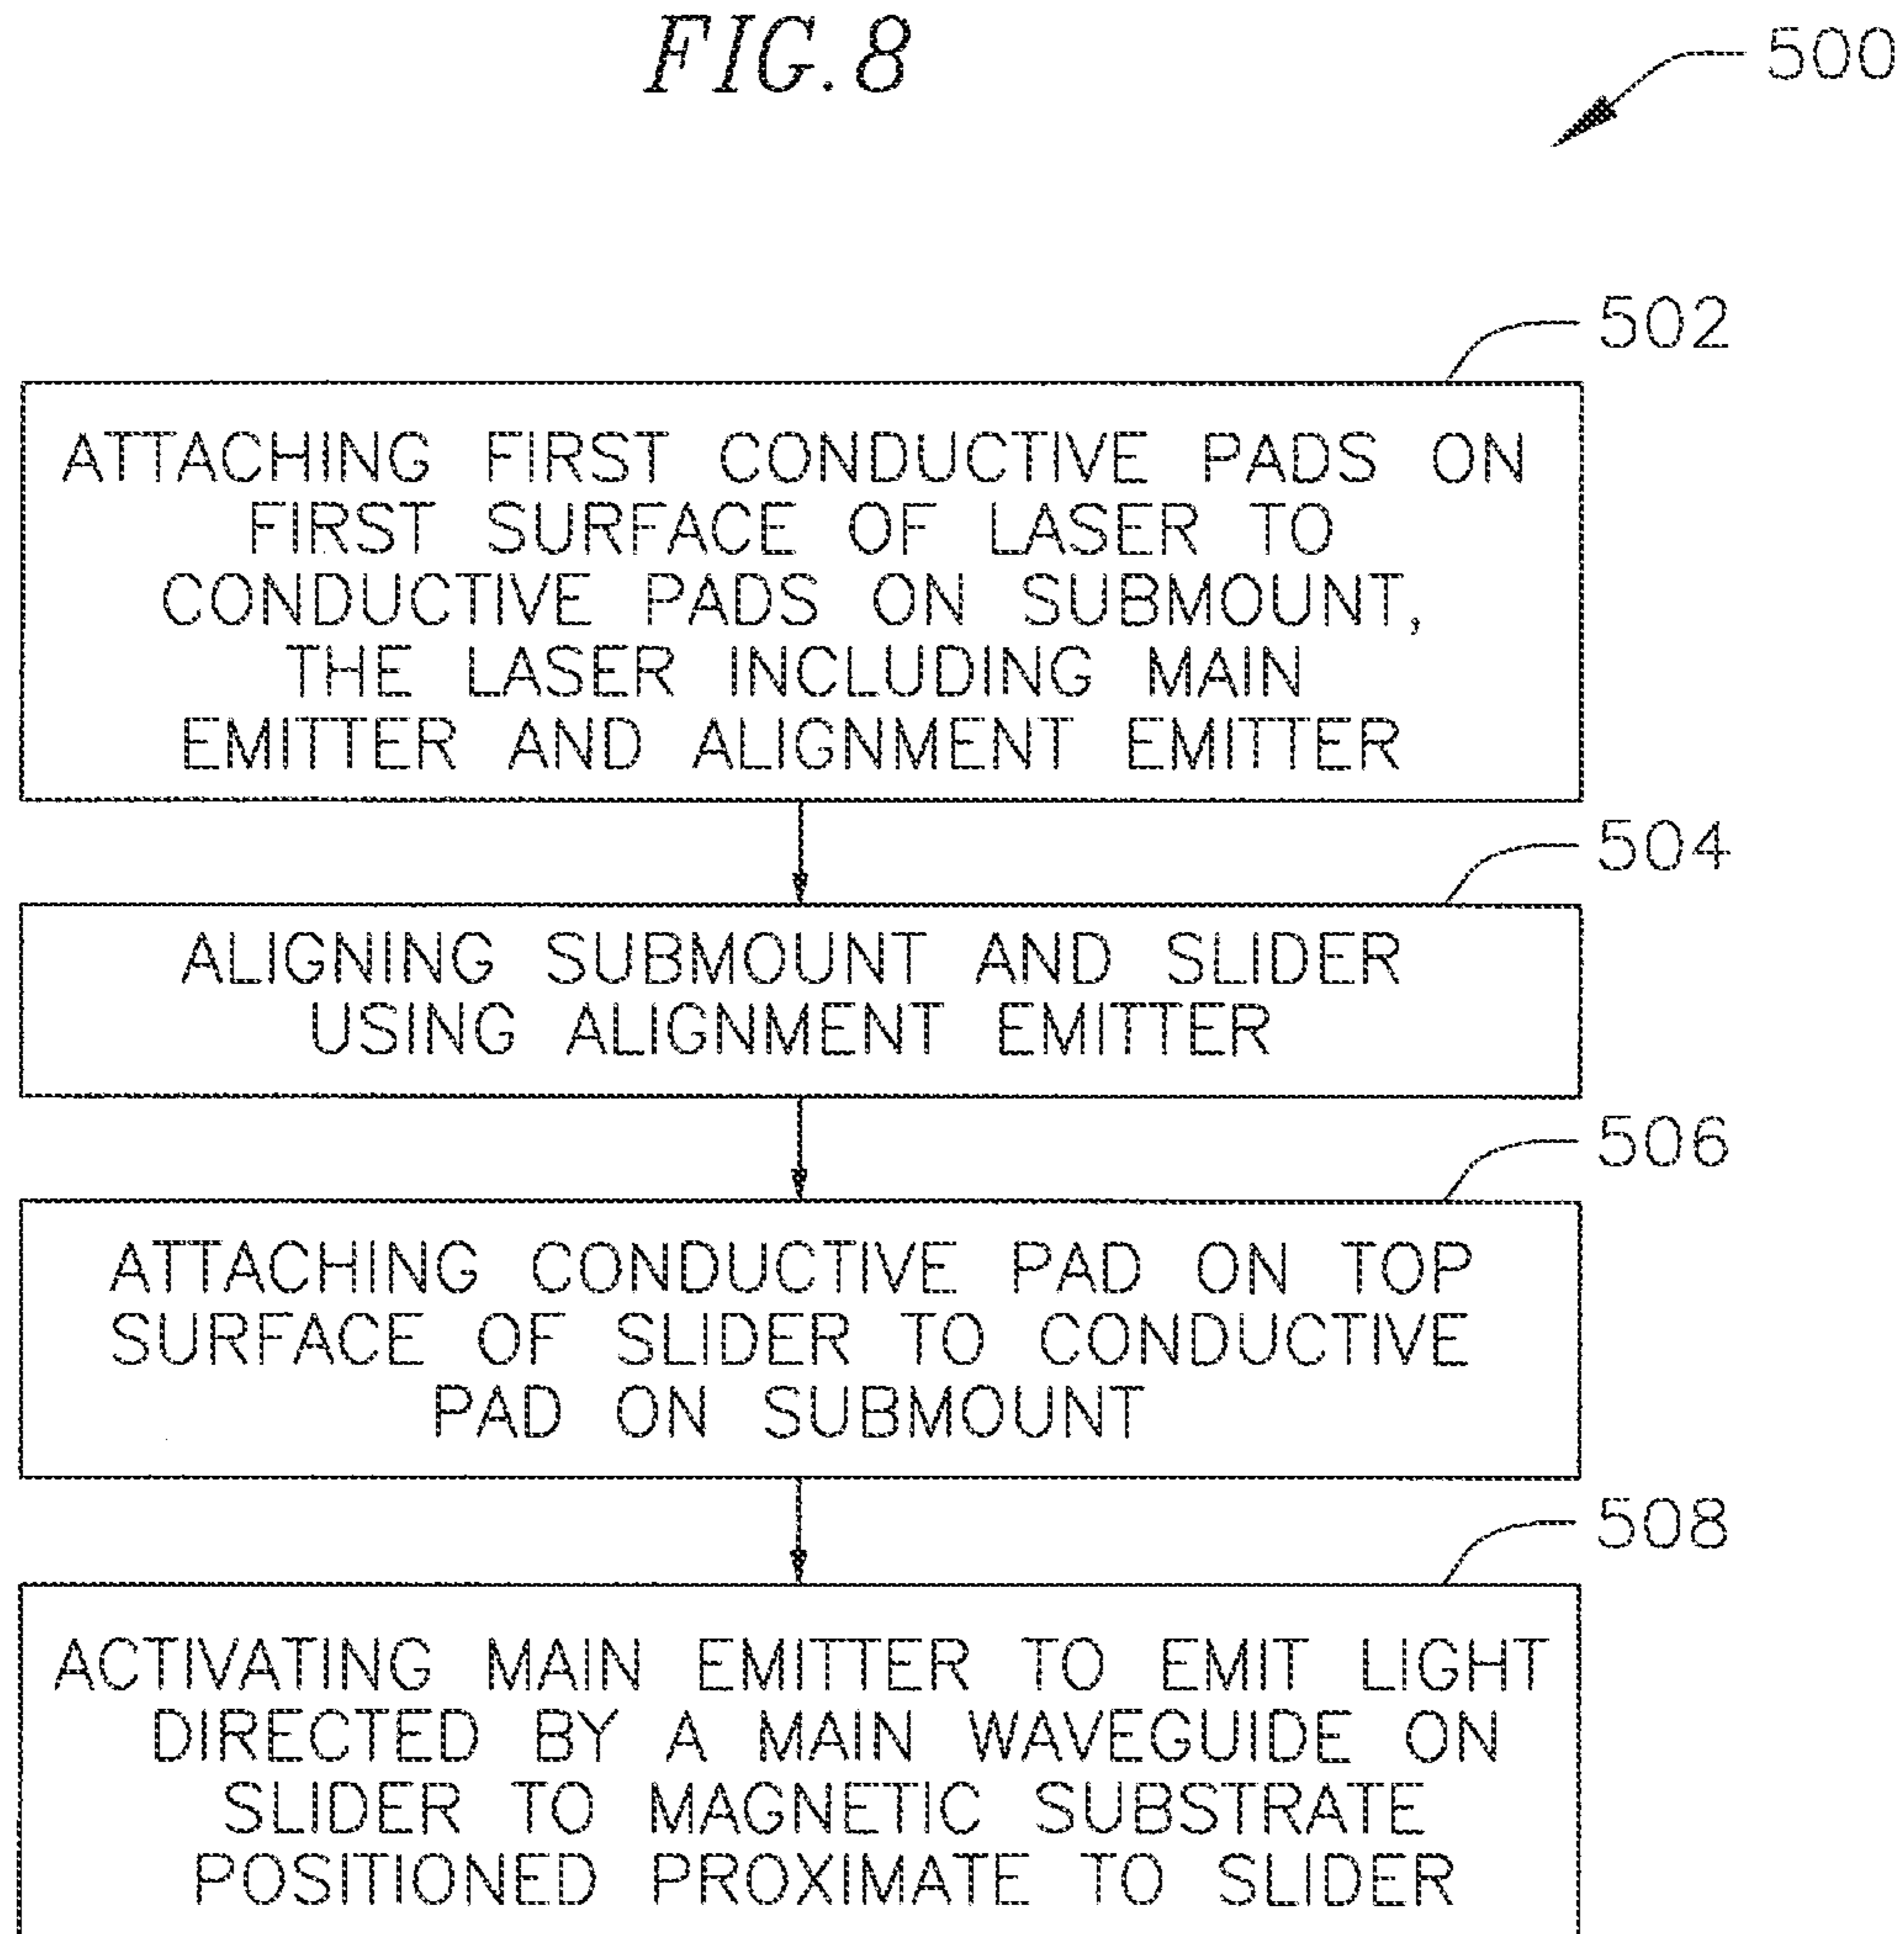 FIG. 8
500
502
ATTACHING FIRST CONDUCTIVE PADS ON
FIRST SURFACE OF LASER TO
CONDUCTIVE PADS ON SUBMOUNT,
THE LASER INCLUDING MAIN
EMITTER AND ALIGNMENT EMITTER
504
ALIGNING SUBMOUNT AND SLIDER
USING ALIGNMENT EMITTER
506
ATTACHING CONDUCTIVE PAD ON TOP
SURFACE OF SLIDER TO CONDUCTIVE
PAD ON SUBMOUNT
508
ACTIVATING MAIN EMITTER TO EMIT LIGHT
DIRECTED BY A MAIN WAVEGUIDE ON
SLIDER TO MAGNETIC SUBSTRATE
POSITIONED PROXIMATE TO SLIDER